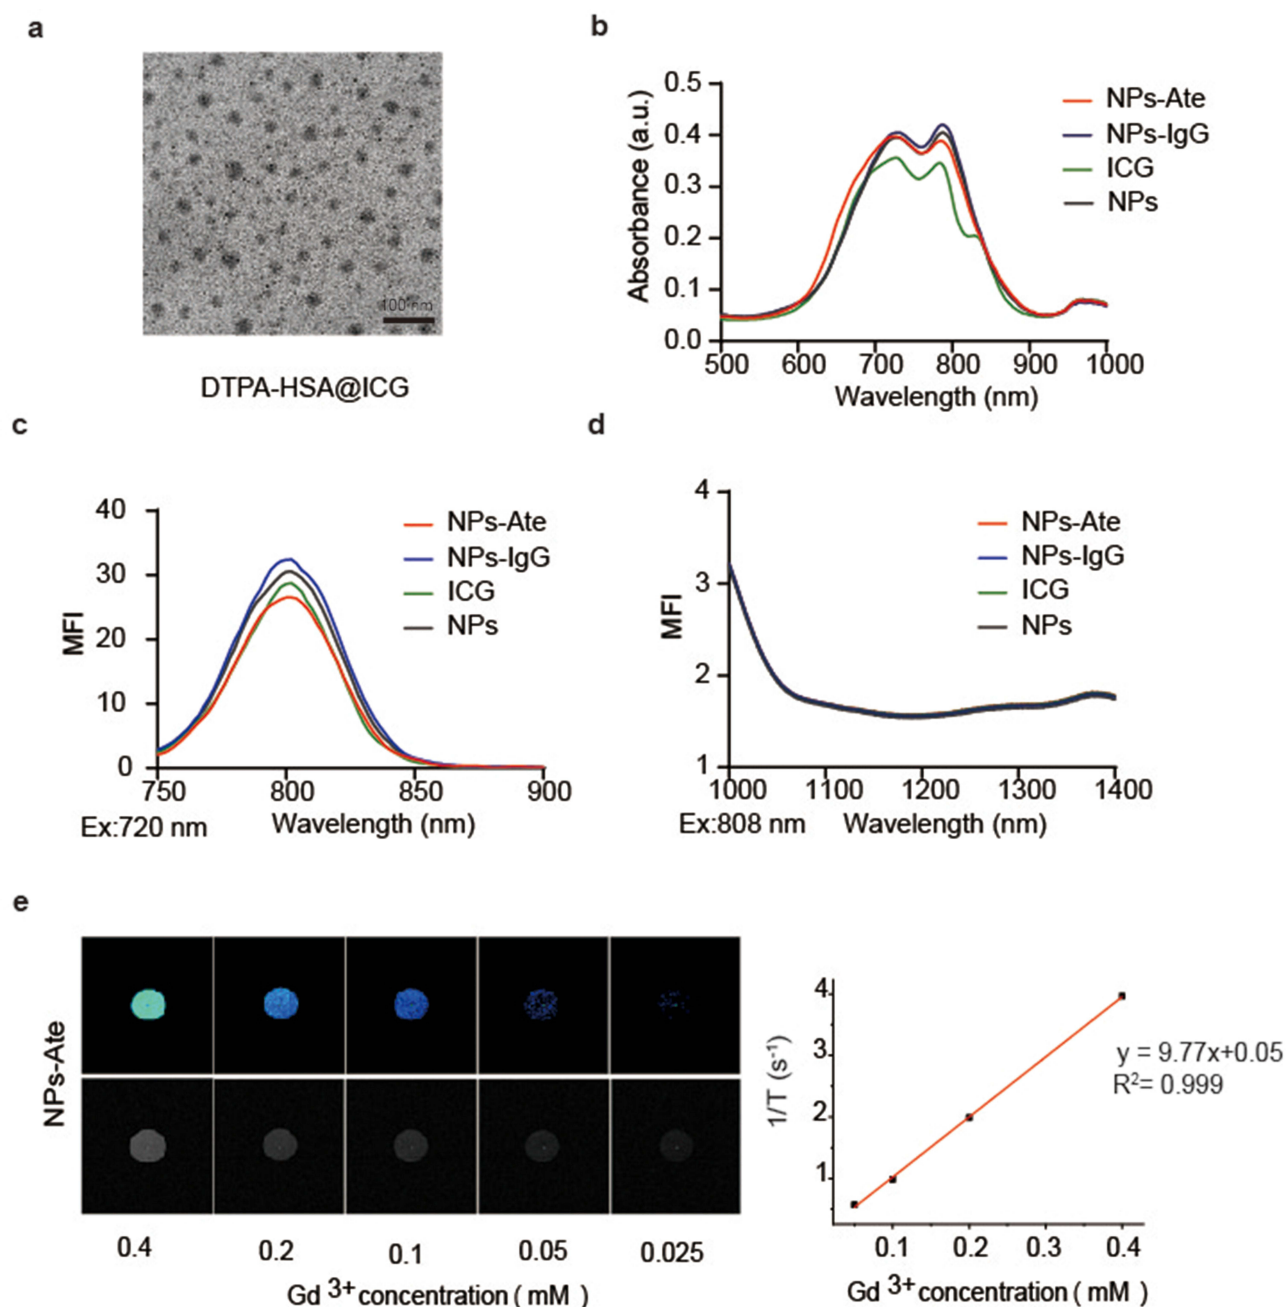 a
100 nm
DTPA-HSA@ICG
b
0.5
0.4
0.3
0.2
0.1
0.0
Absorbance (a.u.)
500 600 700 800 900 1000
Wavelength (nm)
NPs-Ate
NPs-IgG
ICG
NPs
c
40
30
20
10
0
MFI
750 800 850 900
Ex:720 nm Wavelength (nm)
NPs-Ate
NPs-IgG
ICG
NPs
d
4
3
2
1
MFI
1000 1100 1200 1300 1400
Ex:808 nm Wavelength (nm)
NPs-Ate
NPs-IgG
ICG
NPs
e
NPs-Ate
0.4 0.2 0.1 0.05 0.025
Gd ³⁺ concentration ( mM )
4
3
2
1
1/T (s⁻¹)
y = 9.77x+0.05
R²= 0.999
0.1 0.2 0.3 0.4
Gd ³⁺ concentration ( mM )